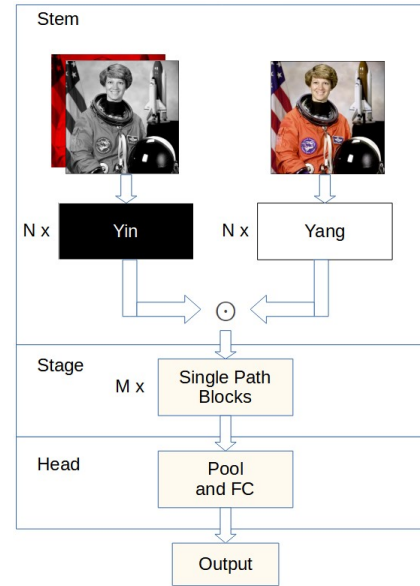 Stem
N x
Yin
N x
Yang
⊙
Stage
M x
Single Path
Blocks
Head
Pool
and FC
Output